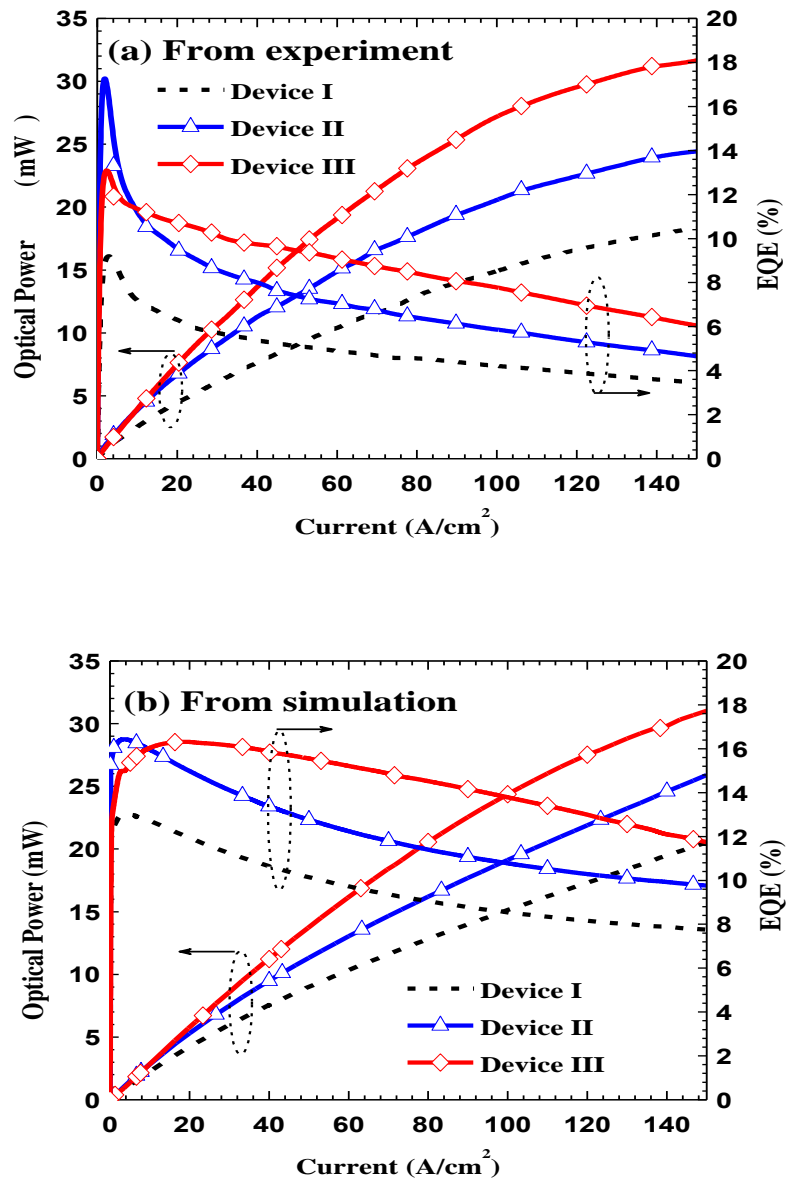 (a) From experiment
Device I
Device II
Device III
Optical Power (mW)
35
30
25
20
15
10
5
0
0 20 40 60 80 100 120 140
Current (A/cm²)
20
18
16
14
12
10
8
6
4
2
0
EQE (%)
(b) From simulation
Device I
Device II
Device III
Optical Power (mW)
35
30
25
20
15
10
5
0
0 20 40 60 80 100 120 140
Current (A/cm²)
20
18
16
14
12
10
8
6
4
2
0
EQE (%)